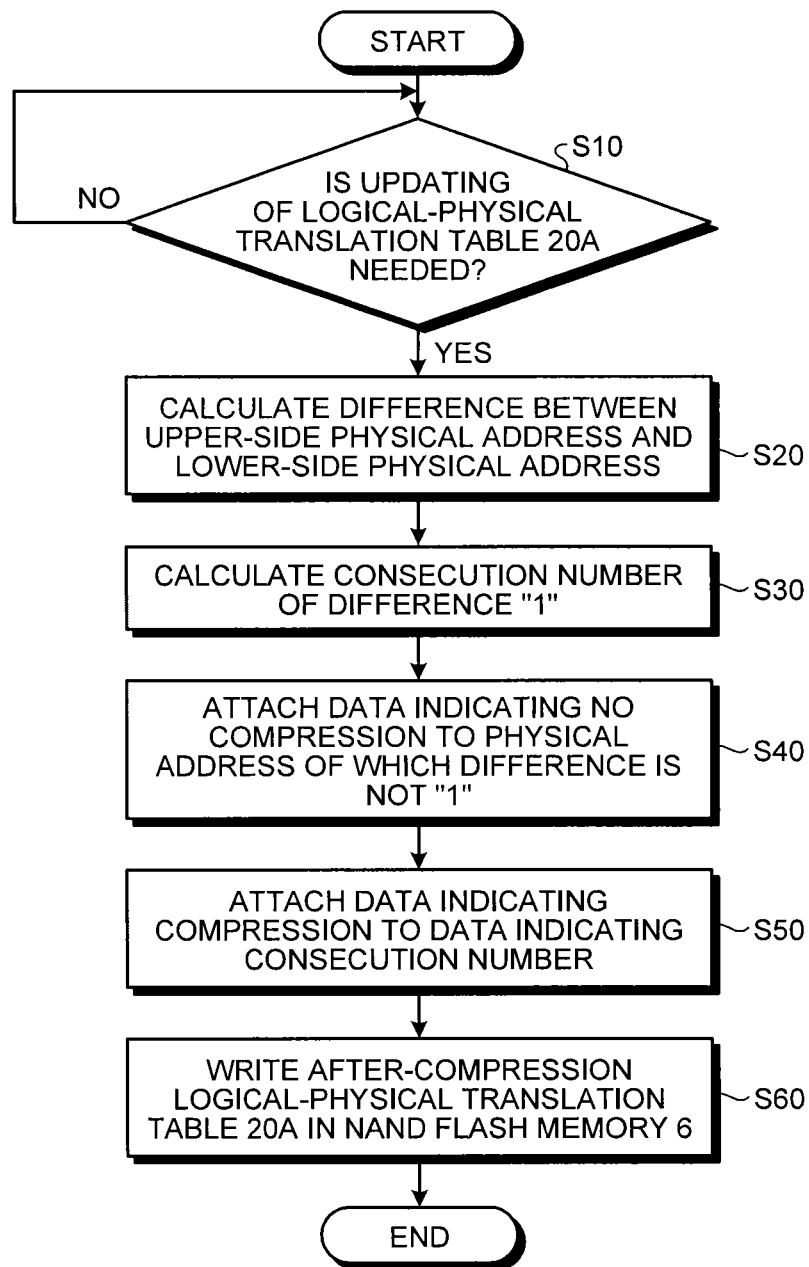 START
S10
IS UPDATING
OF LOGICAL-PHYSICAL
TRANSLATION TABLE 20A
NEEDED?
NO
YES
CALCULATE DIFFERENCE BETWEEN
UPPER-SIDE PHYSICAL ADDRESS AND
LOWER-SIDE PHYSICAL ADDRESS
S20
CALCULATE CONSECUTION NUMBER
OF DIFFERENCE "1"
S30
ATTACH DATA INDICATING NO
COMPRESSION TO PHYSICAL
ADDRESS OF WHICH DIFFERENCE IS
NOT "1"
S40
ATTACH DATA INDICATING
COMPRESSION TO DATA INDICATING
CONSECUTION NUMBER
S50
WRITE AFTER-COMPRESSION
LOGICAL-PHYSICAL TRANSLATION
TABLE 20A IN NAND FLASH MEMORY 6
S60
END